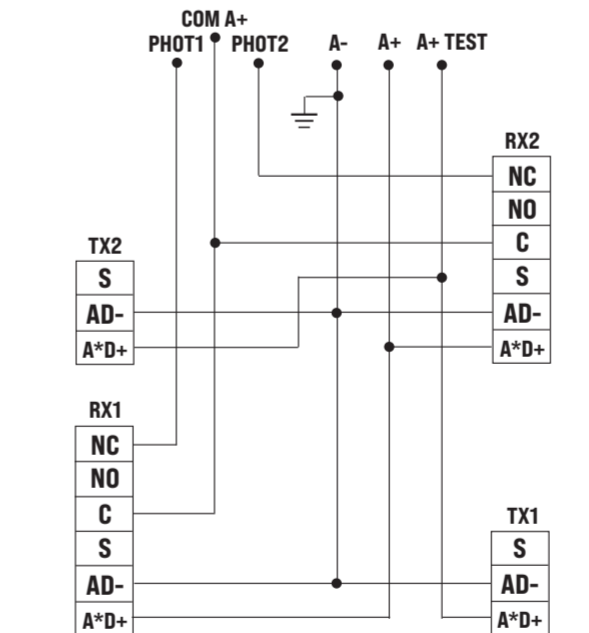 COM A+
PHOT1 PHOT2 A- A+ A+ TEST
RX2
NC
NO
C
S
AD-
A*D+
TX2
S
AD-
A*D+
RX1
NC
NO
C
S
AD-
A*D+
TX1
S
AD-
A*D+